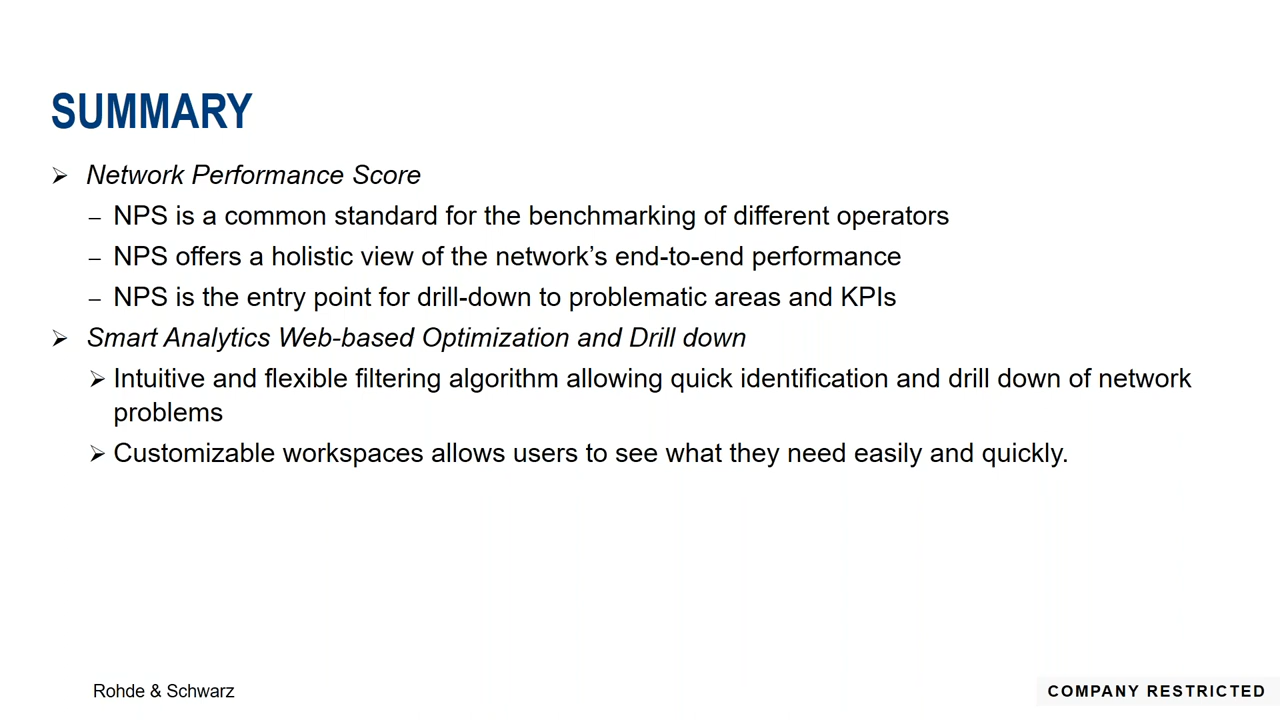 SUMMARY
➢ Network Performance Score
– NPS is a common standard for the benchmarking of different operators
– NPS offers a holistic view of the network’s end-to-end performance
– NPS is the entry point for drill-down to problematic areas and KPIs
➢ Smart Analytics Web-based Optimization and Drill down
➢ Intuitive and flexible filtering algorithm allowing quick identification and drill down of network
problems
➢ Customizable workspaces allows users to see what they need easily and quickly.
Rohde & Schwarz
COMPANY RESTRICTED